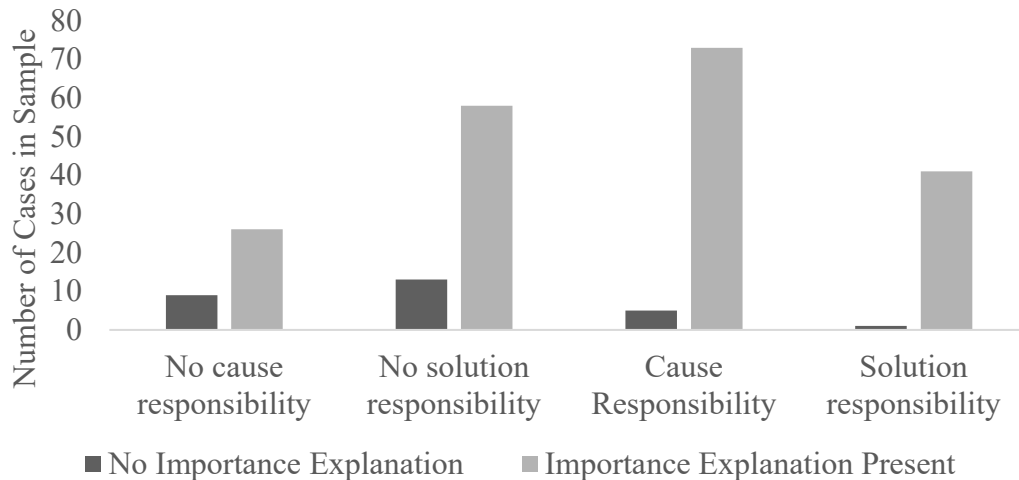 Number of Cases in Sample
80
70
60
50
40
30
20
10
0
No cause
responsibility
No solution
responsibility
Cause
Responsibility
Solution
responsibility
No Importance Explanation
Importance Explanation Present